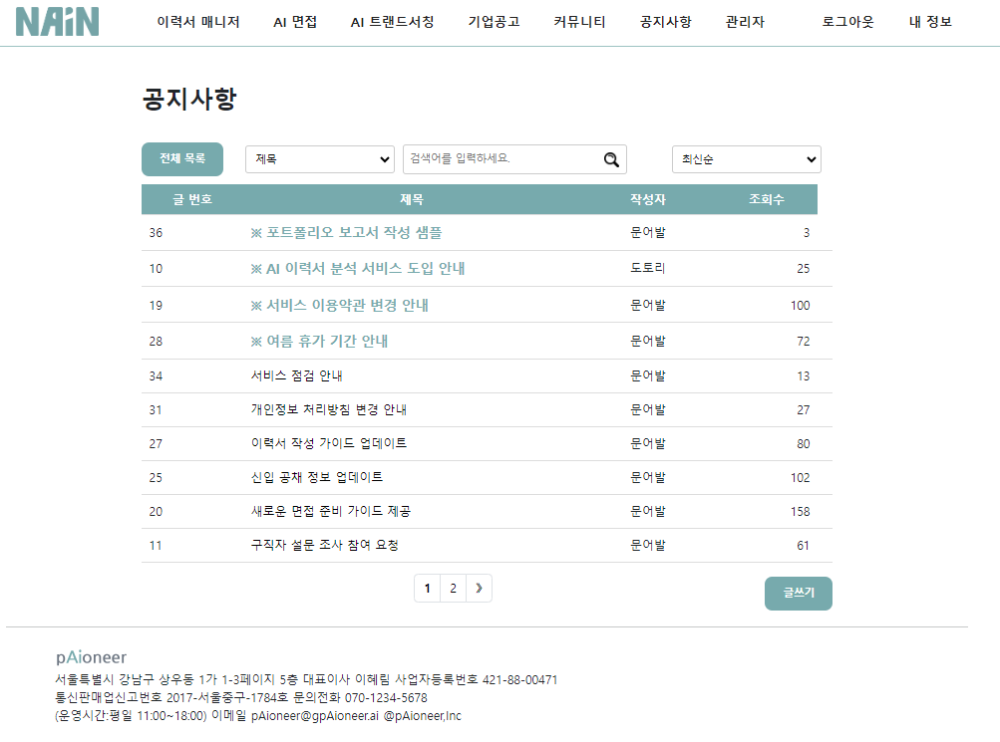 NAiN 이력서 매니저 AI 면접 AI 트랜드서칭 기업공고 커뮤니티 공지사항 관리자 로그아웃 내 정보
공지사항
전체 목록 제목 검색어를 입력하세요. 최신순
글 번호 제목 작성자 조회수
36 ※ 포트폴리오 보고서 작성 샘플 문어발 3
10 ※ AI 이력서 분석 서비스 도입 안내 도토리 25
19 ※ 서비스 이용약관 변경 안내 문어발 100
28 ※ 여름 휴가 기간 안내 문어발 72
34 서비스 점검 안내 문어발 13
31 개인정보 처리방침 변경 안내 문어발 27
27 이력서 작성 가이드 업데이트 문어발 80
25 신입 공채 정보 업데이트 문어발 102
20 새로운 면접 준비 가이드 제공 문어발 158
11 구직자 설문 조사 참여 요청 문어발 61
1 2 》
글쓰기
pAioneer
서울특별시 강남구 상우동 1가 1-3페이지 5층 대표이사 이혜림 사업자등록번호 421-88-00471
통신판매업신고번호 2017-서울중구-1784호 문의전화 070-1234-5678
(운영시간:평일 11:00~18:00) 이메일 pAioneer@gpAioneer.ai @pAioneer,Inc